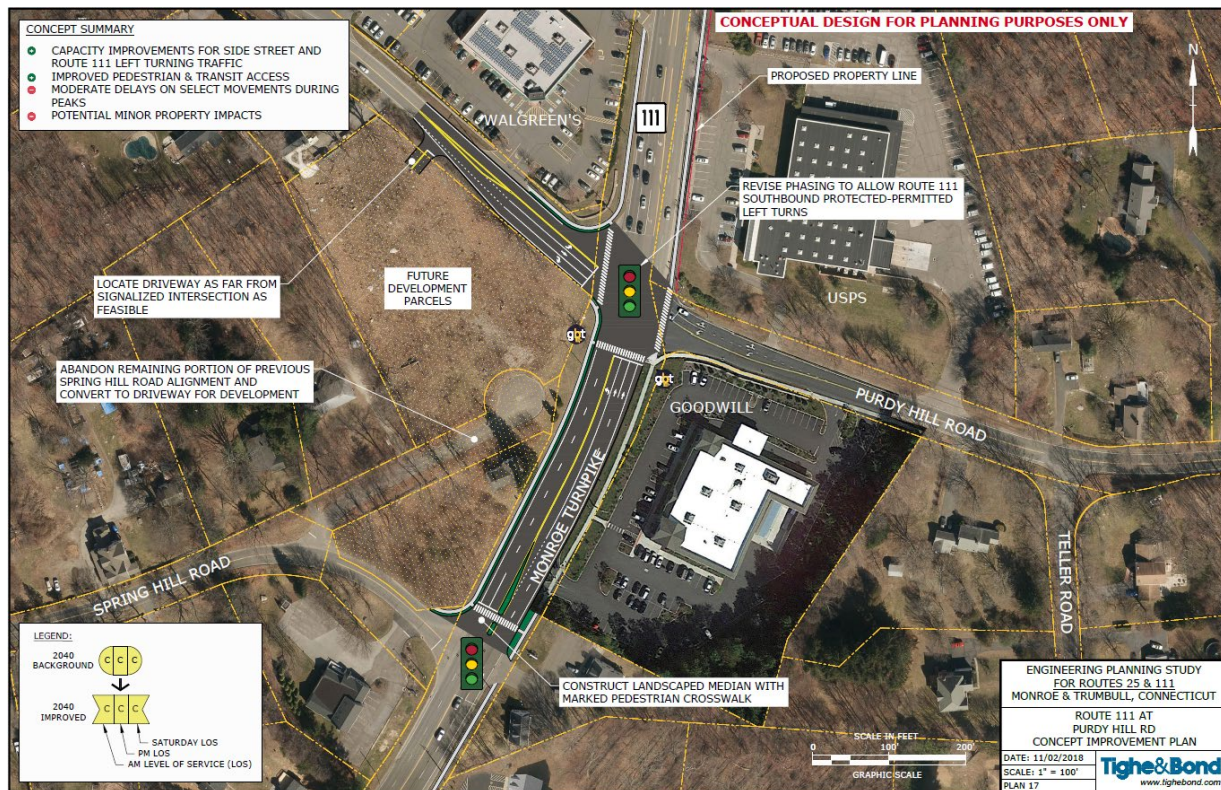 CONCEPT SUMMARY
CAPACITY IMPROVEMENTS FOR SIDE STREET AND
ROUTE 111 LEFT TURNING TRAFFIC
IMPROVED PEDESTRIAN & TRANSIT ACCESS
MODERATE DELAYS ON SELECT MOVEMENTS DURING
PEAKS
POTENTIAL MINOR PROPERTY IMPACTS
CONCEPTUAL DESIGN FOR PLANNING PURPOSES ONLY
N
PROPOSED PROPERTY LINE
111
WALGREEN'S
REVISE PHASING TO ALLOW ROUTE 111
SOUTHBOUND PROTECTED-PERMITTED
LEFT TURNS
LOCATE DRIVEWAY AS FAR FROM
SIGNALIZED INTERSECTION AS
FEASIBLE
FUTURE
DEVELOPMENT
PARCELS
USPS
gbt
ABANDON REMAINING PORTION OF PREVIOUS
SPRING HILL ROAD ALIGNMENT AND
CONVERT TO DRIVEWAY FOR DEVELOPMENT
gbt
GOODWILL
PURDY HILL ROAD
MONROE TURNPIKE
SPRING HILL ROAD
TELLER ROAD
CONSTRUCT LANDSCAPED MEDIAN WITH
MARKED PEDESTRIAN CROSSWALK
LEGEND:
2040
BACKGROUND
C C C
2040
IMPROVED
C C C
SATURDAY LOS
PM LOS
AM LEVEL OF SERVICE (LOS)
SCALE IN FEET
0 100' 200'
GRAPHIC SCALE
ENGINEERING PLANNING STUDY
FOR ROUTES 25 & 111
MONROE & TRUMBULL, CONNECTICUT
ROUTE 111 AT
PURDY HILL RD
CONCEPT IMPROVEMENT PLAN
DATE: 11/02/2018
SCALE: 1" = 100'
PLAN 17
Tighe&Bond
www.tighebond.com